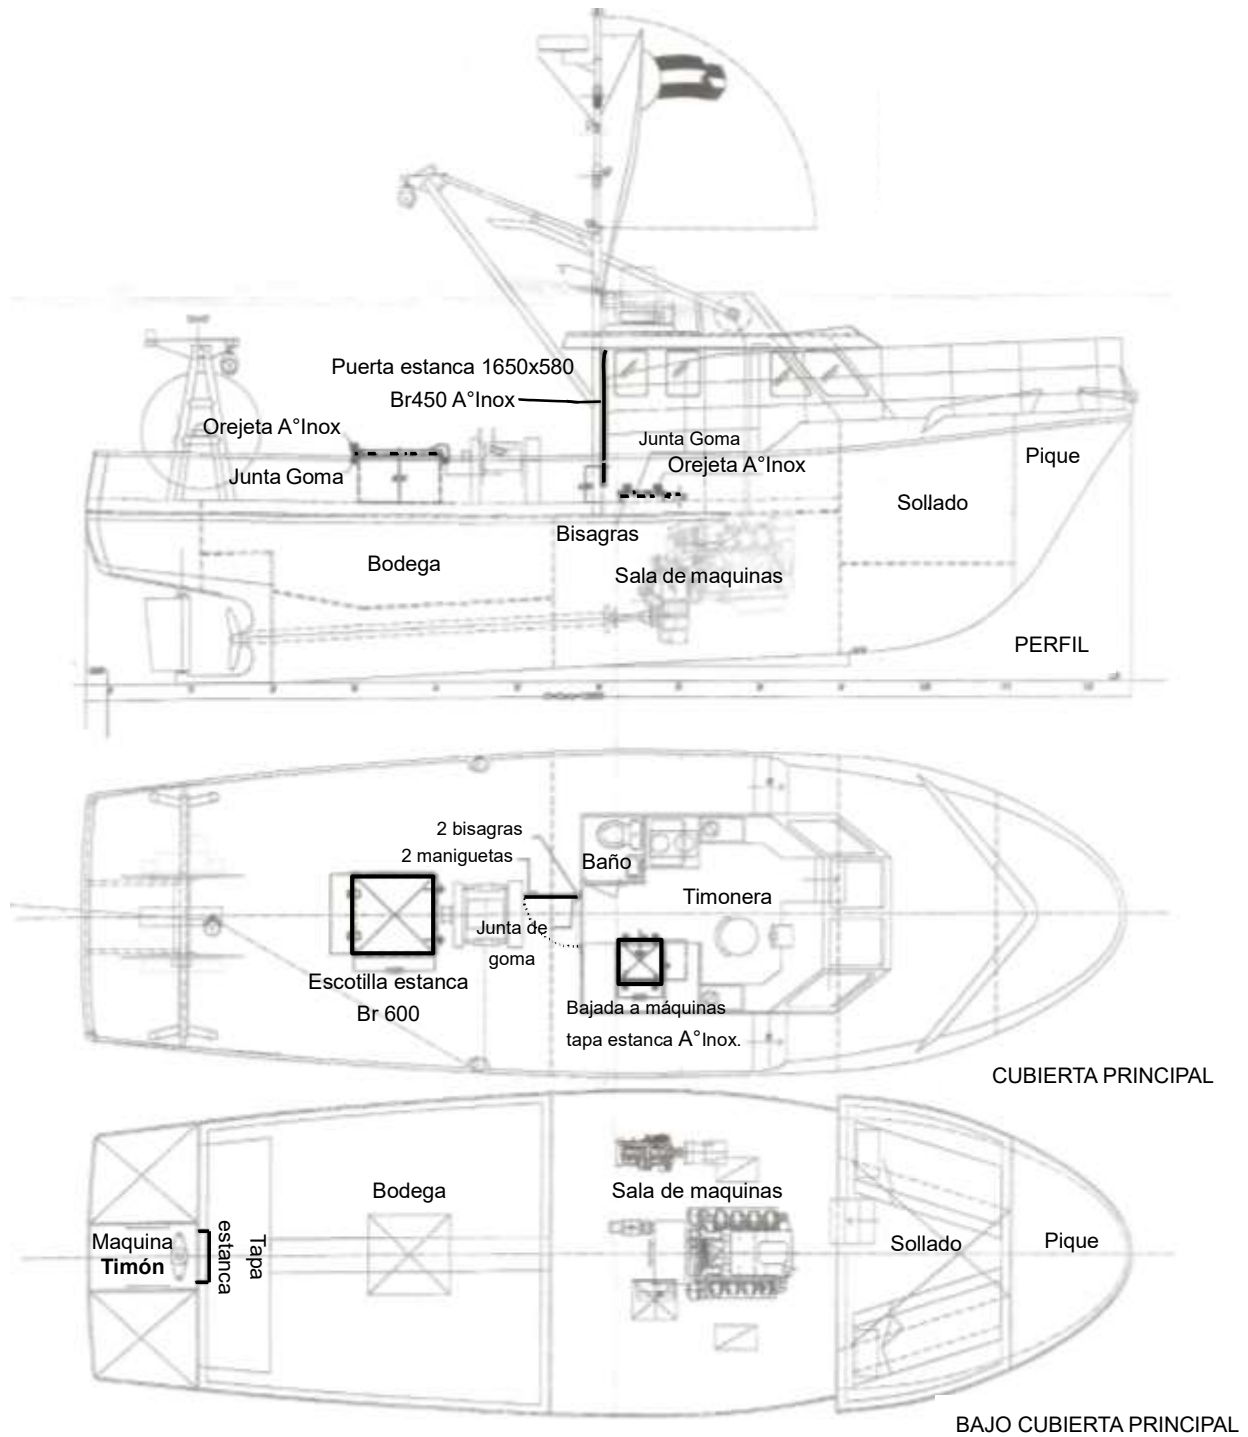 Puerta estanca 1650x580
Br450 A°Inox
Orejeta A°Inox
Junta Goma
Junta Goma
Orejeta A°Inox
Pique
Sollado
Bisagras
Bodega
Sala de maquinas
PERFIL
2 bisagras
2 maniguetas
Baño
Timonera
Junta de
goma
Escotilla estanca
Br 600
Bajada a máquinas
tapa estanca A°Inox.
CUBIERTA PRINCIPAL
Bodega
Sala de maquinas
Maquina
Timón
Tapa
estanca
Sollado
Pique
BAJO CUBIERTA PRINCIPAL